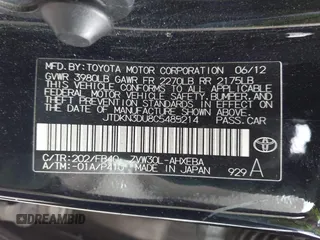 MFD. BY: TOYOTA MOTOR CORPORATION 06/12
GVWR 3980LB GAWR FR 2270LB RR 2175LB
THIS VEHICLE CONFORMS TO ALL APPLICABLE
FEDERAL MOTOR VEHICLE SAFETY, BUMPER, AND
THEFT PREVENTION STANDARDS IN EFFECT ON
THE DATE OF MANUFACTURE SHOWN ABOVE.
JTDKN3DU8C5485214 PASS.CAR
C/TR: 202/FB40 ZVW30L-AHXEBA
A/TM: -01A/P410 MADE IN JAPAN 929 A
DREAMBID